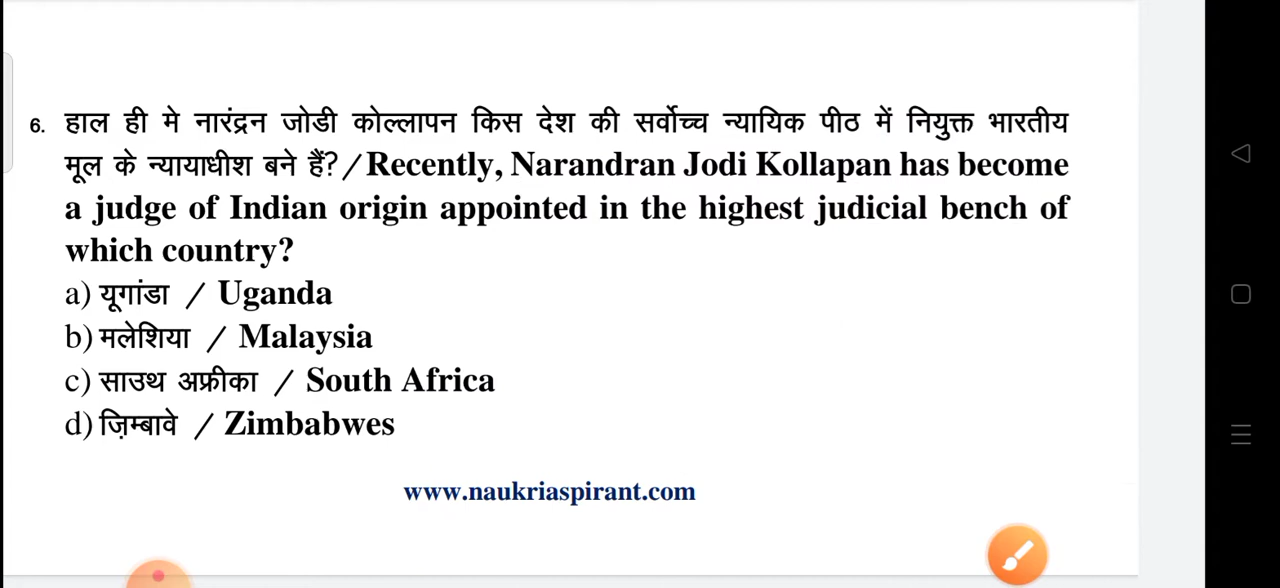 6. हाल ही मे नारंद्रन जोडी कोल्लापन किस देश की सर्वोच्च न्यायिक पीठ में नियुक्त भारतीय
मूल के न्यायाधीश बने हैं? / Recently, Narandran Jodi Kollapan has become
a judge of Indian origin appointed in the highest judicial bench of
which country?
a) यूगांडा / Uganda
b) मलेशिया / Malaysia
c) साउथ अफ्रीका / South Africa
d) ज़िम्बावे / Zimbabwes
www.naukriaspirant.com